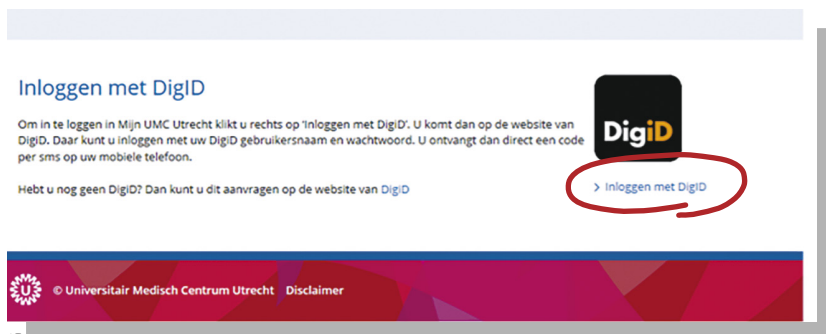 Inloggen met DigID
Om in te loggen in Mijn UMC Utrecht klikt u rechts op 'Inloggen met DigiD'. U komt dan op de website van
DigiD. Daar kunt u inloggen met uw DigiD gebruikersnaam en wachtwoord. U ontvangt dan direct een code
per sms op uw mobiele telefoon.
Hebt u nog geen DigiD? Dan kunt u dit aanvragen op de website van DigiD
DigiD
> Inloggen met DigID
U
© Universitair Medisch Centrum Utrecht Disclaimer